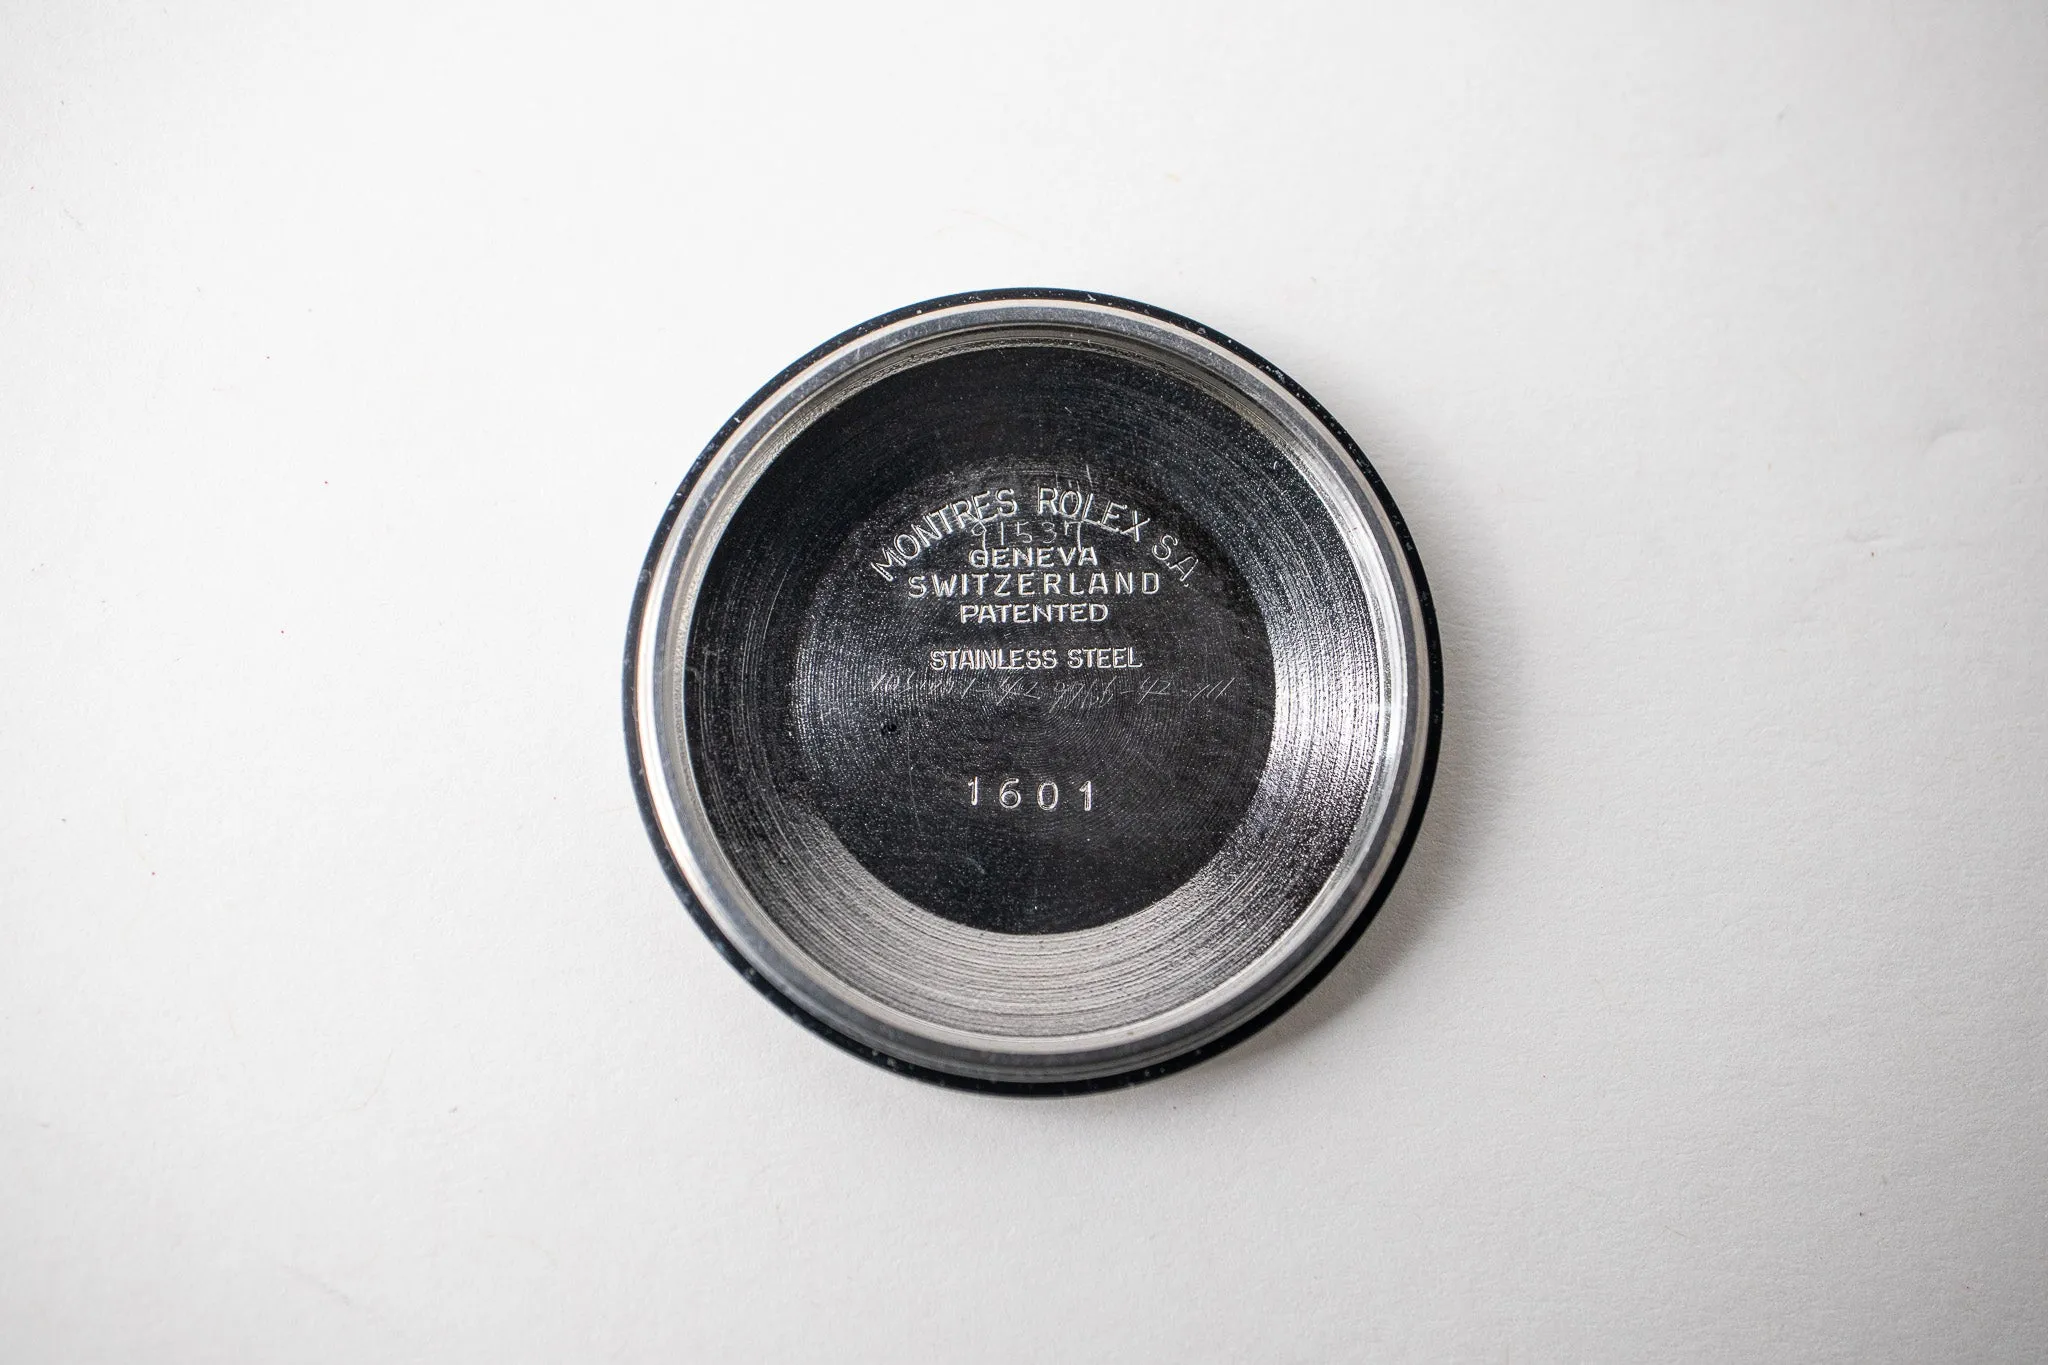 MONTRES ROLEX S.A.
GENEVA
SWITZERLAND
PATENTED
STAINLESS STEEL
1601